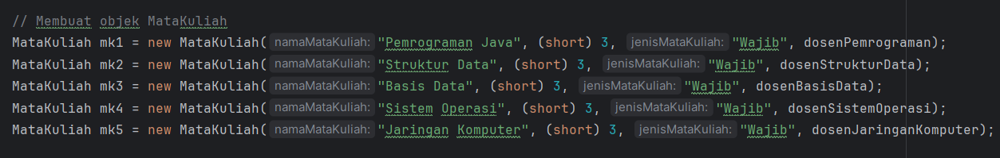 // Membuat objek MataKuliah
MataKuliah mk1 = new MataKuliah( namaMataKuliah: "Pemrograman Java", (short) 3, jenisMataKuliah: "Wajib", dosenPemrograman);
MataKuliah mk2 = new MataKuliah( namaMataKuliah: "Struktur Data", (short) 3, jenisMataKuliah: "Wajib", dosenStrukturData);
MataKuliah mk3 = new MataKuliah( namaMataKuliah: "Basis Data", (short) 3, jenisMataKuliah: "Wajib", dosenBasisData);
MataKuliah mk4 = new MataKuliah( namaMataKuliah: "Sistem Operasi", (short) 3, jenisMataKuliah: "Wajib", dosenSistemOperasi);
MataKuliah mk5 = new MataKuliah( namaMataKuliah: "Jaringan Komputer", (short) 3, jenisMataKuliah: "Wajib", dosenJaringanKomputer);